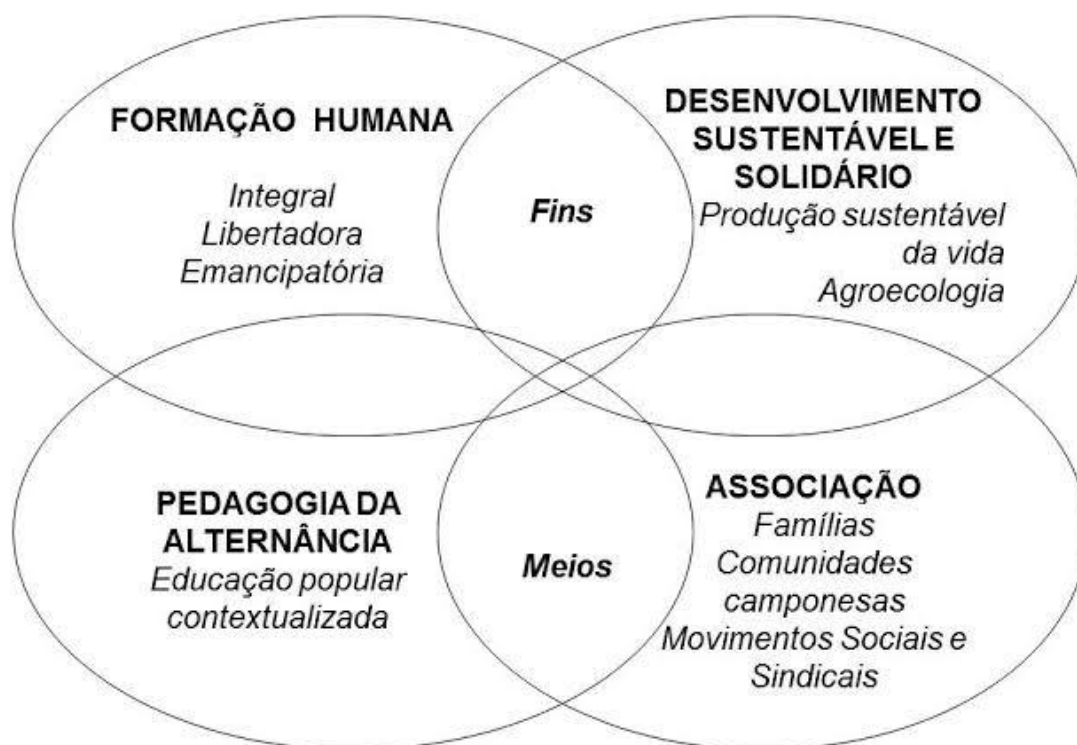 FORMAÇÃO HUMANA
Integral
Libertadora
Emancipatória
Fins
DESENVOLVIMENTO
SUSTENTÁVEL E
SOLIDÁRIO
Produção sustentável
da vida
Agroecologia
PEDAGOGIA DA
ALTERNÂNCIA
Educação popular
contextualizada
Meios
ASSOCIAÇÃO
Famílias
Comunidades
camponesas
Movimentos Sociais e
Sindicais